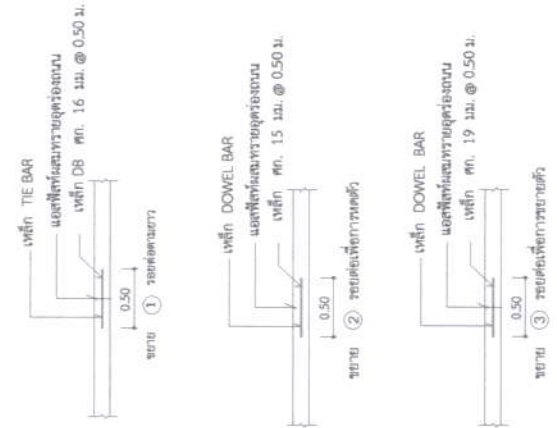 เหล็ก TIE BAR
แอสฟัลท์ผสมทรายอุดร่องถนน
เหล็ก DB ศก. 16 มม. @ 0.50 ม.
0.50
ขยาย 1 รอยต่อตามยาว
เหล็ก DOWEL BAR
แอสฟัลท์ผสมทรายอุดร่องถนน
เหล็ก ศก. 15 มม. @ 0.50 ม.
0.50
ขยาย 2 รอยต่อเพื่อการหดตัว
เหล็ก DOWEL BAR
แอสฟัลท์ผสมทรายอุดร่องถนน
เหล็ก ศก. 19 มม. @ 0.50 ม.
0.50
ขยาย 3 รอยต่อเพื่อการขยายตัว